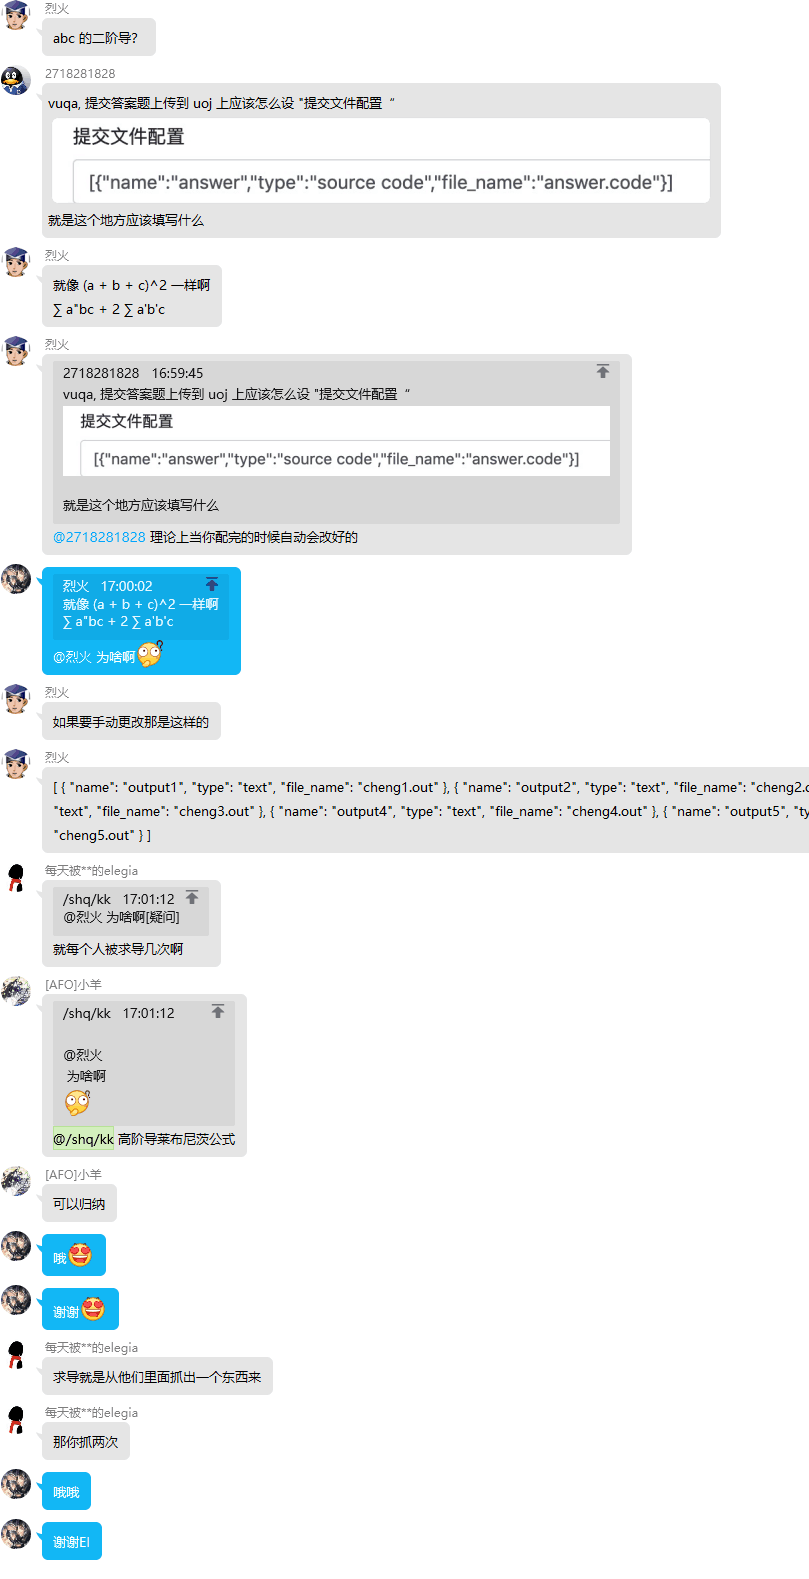 烈火
abc 的二阶导?
2718281828
vuqa, 提交答案题上传到 uoj 上应该怎么设 "提交文件配置 “
提交文件配置
[{"name":"answer","type":"source code","file_name":"answer.code"}]
就是这个地方应该填写什么
烈火
就像 (a + b + c)^2 一样啊
∑ a"bc + 2 ∑ a'b'c
烈火
2718281828 16:59:45
vuqa, 提交答案题上传到 uoj 上应该怎么设 "提交文件配置 “
提交文件配置
[{"name":"answer","type":"source code","file_name":"answer.code"}]
就是这个地方应该填写什么
@2718281828 理论上当你配完的时候自动会改好的
烈火 17:00:02
就像 (a + b + c)^2 一样啊
∑ a"bc + 2 ∑ a'b'c
@烈火 为啥啊
烈火
如果要手动更改那是这样的
烈火
[ { "name": "output1", "type": "text", "file_name": "cheng1.out" }, { "name": "output2", "type": "text", "file_name": "cheng2.o
"text", "file_name": "cheng3.out" }, { "name": "output4", "type": "text", "file_name": "cheng4.out" }, { "name": "output5", "ty
"cheng5.out" } ]
每天被**的elegia
/shq/kk 17:01:12
@烈火 为啥啊[疑问]
就每个人被求导几次啊
[AFO]小羊
/shq/kk 17:01:12
@烈火
为啥啊
@/shq/kk 高阶导莱布尼茨公式
[AFO]小羊
可以归纳
哦
谢谢
每天被**的elegia
求导就是从他们里面抓出一个东西来
每天被**的elegia
那你抓两次
哦哦
谢谢EI